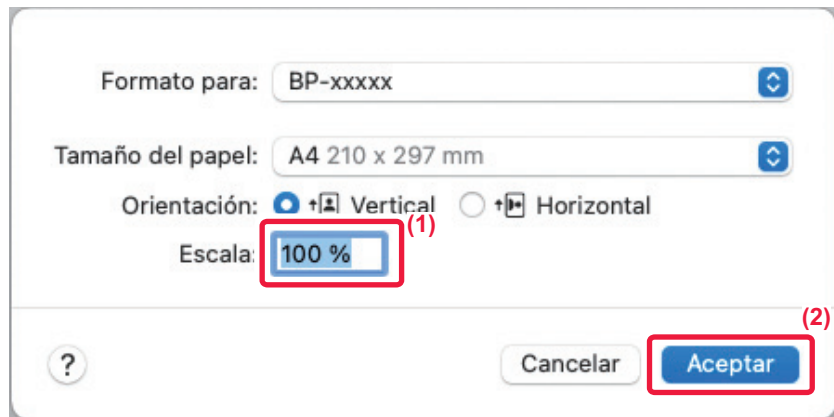 Formato para: BP-xxxxx
Tamaño del papel: A4 210 x 297 mm
Orientación: Vertical Horizontal
(1)
Escala: 100 %
(2)
? Cancelar Aceptar